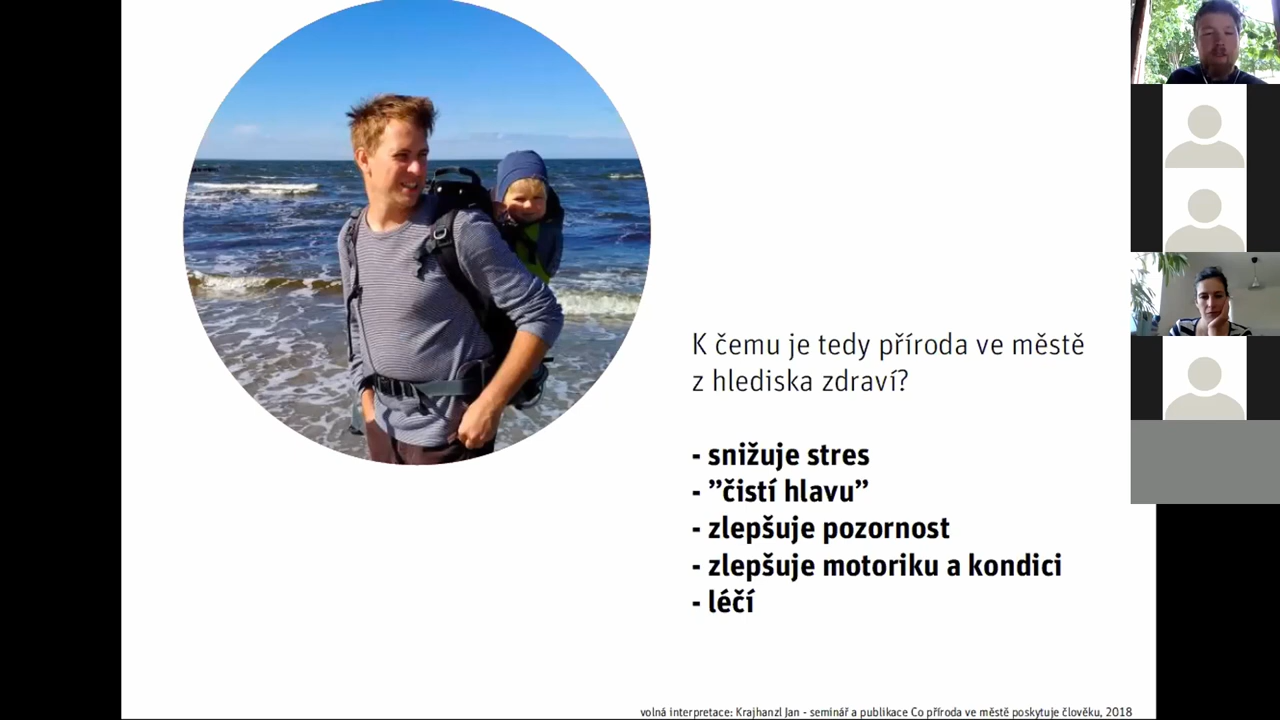 K čemu je tedy příroda ve městě
z hlediska zdraví?
- snižuje stres
- ”čistí hlavu”
- zlepšuje pozornost
- zlepšuje motoriku a kondici
- léčí
volná interpretace: Krajhanzl Jan - seminář a publikace Co příroda ve městě poskytuje člověku, 2018